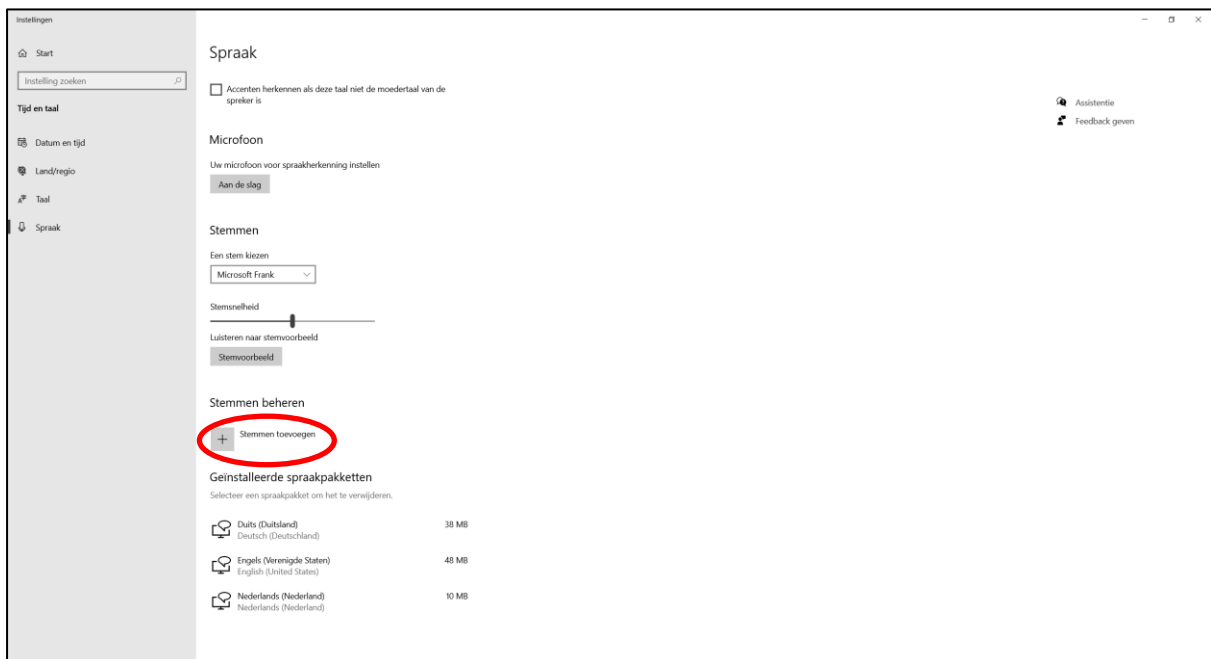 Instellingen
Start
Instelling zoeken
Tijd en taal
Datum en tijd
Land/regio
Taal
Spraak
Spraak
Accenten herkennen als deze taal niet de moedertaal van de
spreker is
Microfoon
Uw microfoon voor spraakherkenning instellen
Aan de slag
Stemmen
Een stem kiezen
Microsoft Frank
Stemsnelheid
Luisteren naar stemvoorbeeld
Stemvoorbeeld
Stemmen beheren
Stemmen toevoegen
Geïnstalleerde spraakpakketten
Selecteer een spraakpakket om het te verwijderen.
Duits (Duitsland) 38 MB
Deutsch (Deutschland)
Engels (Verenigde Staten) 48 MB
English (United States)
Nederlands (Nederland) 10 MB
Nederlands (Nederland)
Assistentie
Feedback geven